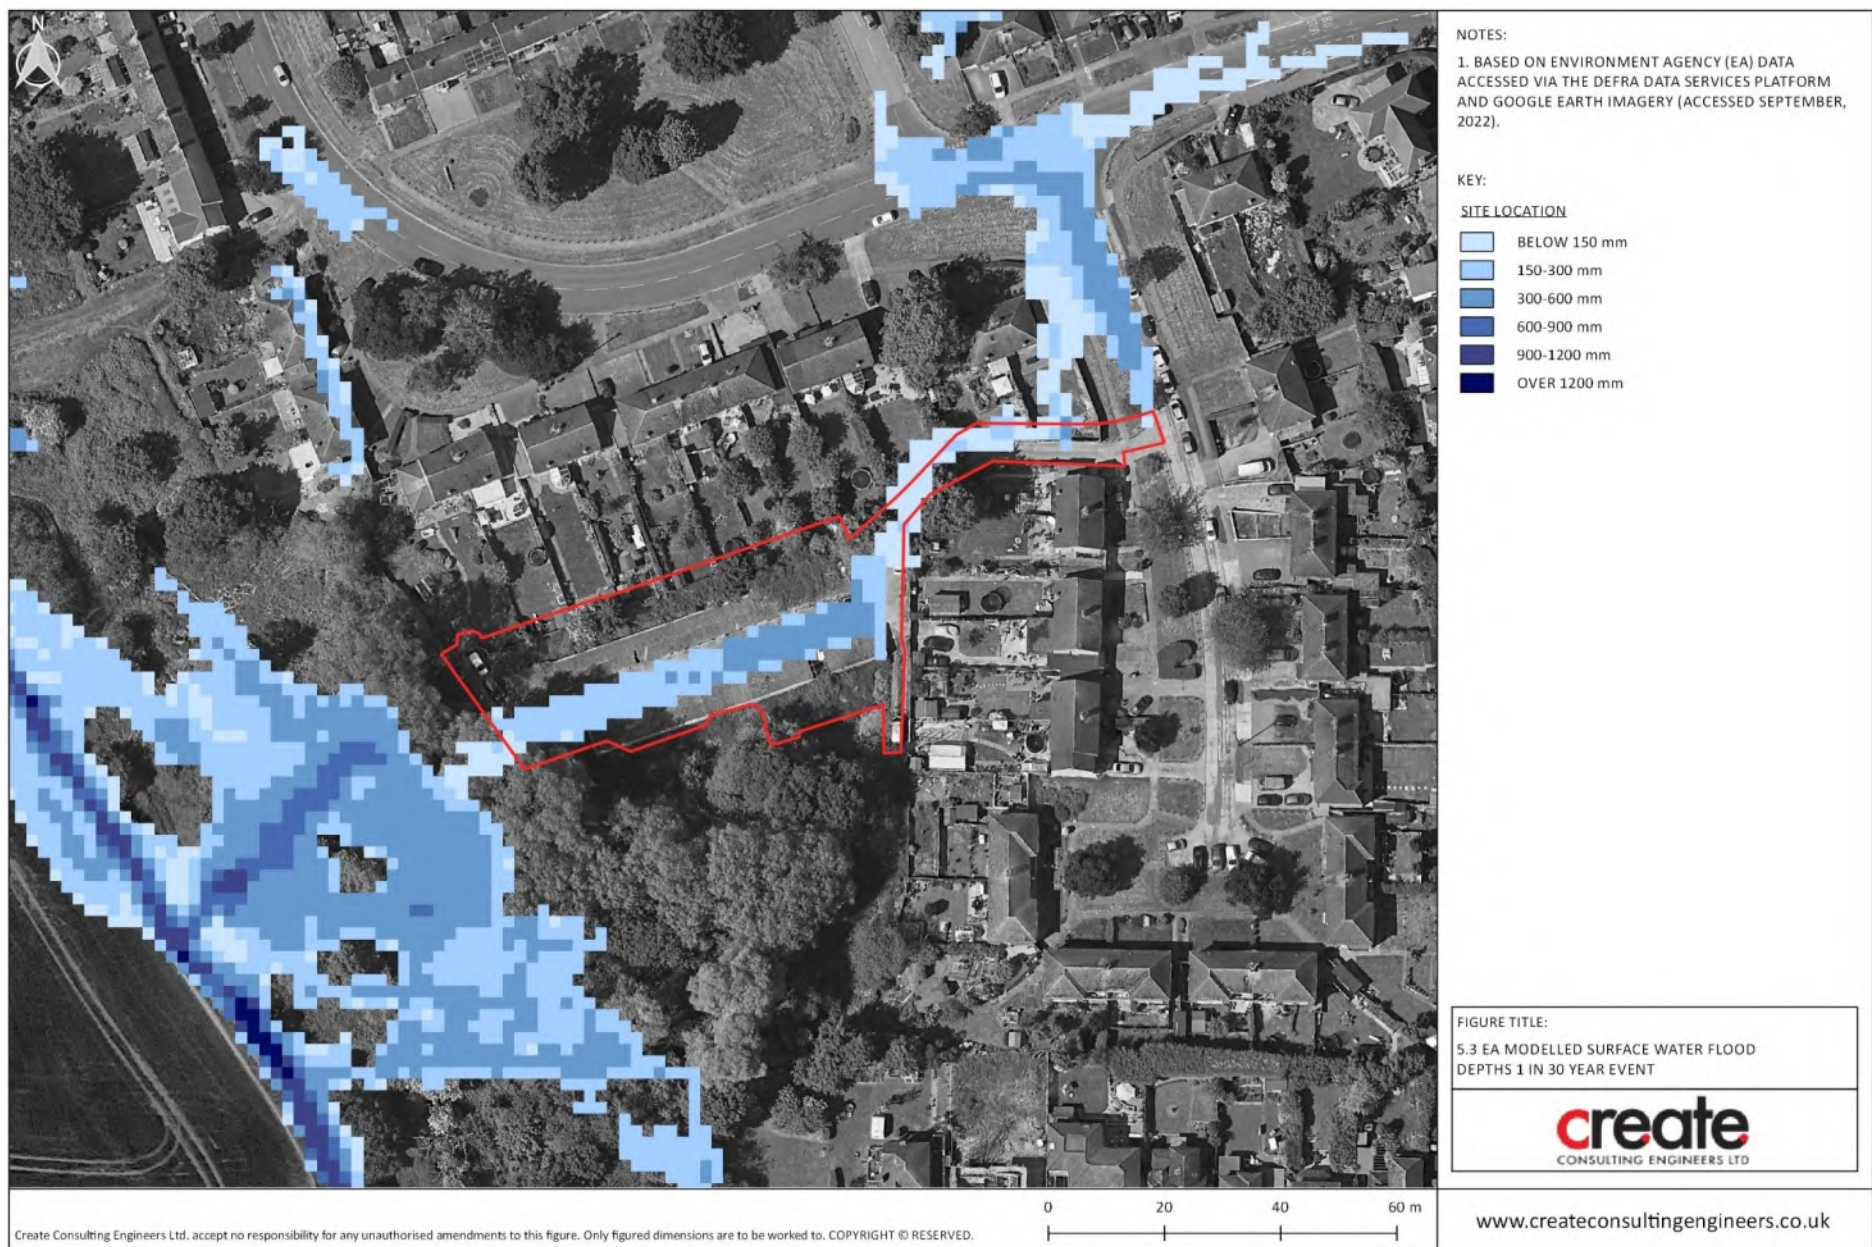 N
NOTES:
1. BASED ON ENVIRONMENT AGENCY (EA) DATA
ACCESSED VIA THE DEFRA DATA SERVICES PLATFORM
AND GOOGLE EARTH IMAGERY (ACCESSED SEPTEMBER,
2022).
KEY:
SITE LOCATION
BELOW 150 mm
150-300 mm
300-600 mm
600-900 mm
900-1200 mm
OVER 1200 mm
FIGURE TITLE:
5.3 EA MODELLED SURFACE WATER FLOOD
DEPTHS 1 IN 30 YEAR EVENT
create
CONSULTING ENGINEERS LTD
www.createconsultingengineers.co.uk
0 20 40 60 m
Create Consulting Engineers Ltd. accept no responsibility for any unauthorised amendments to this figure. Only figured dimensions are to be worked to. COPYRIGHT © RESERVED.